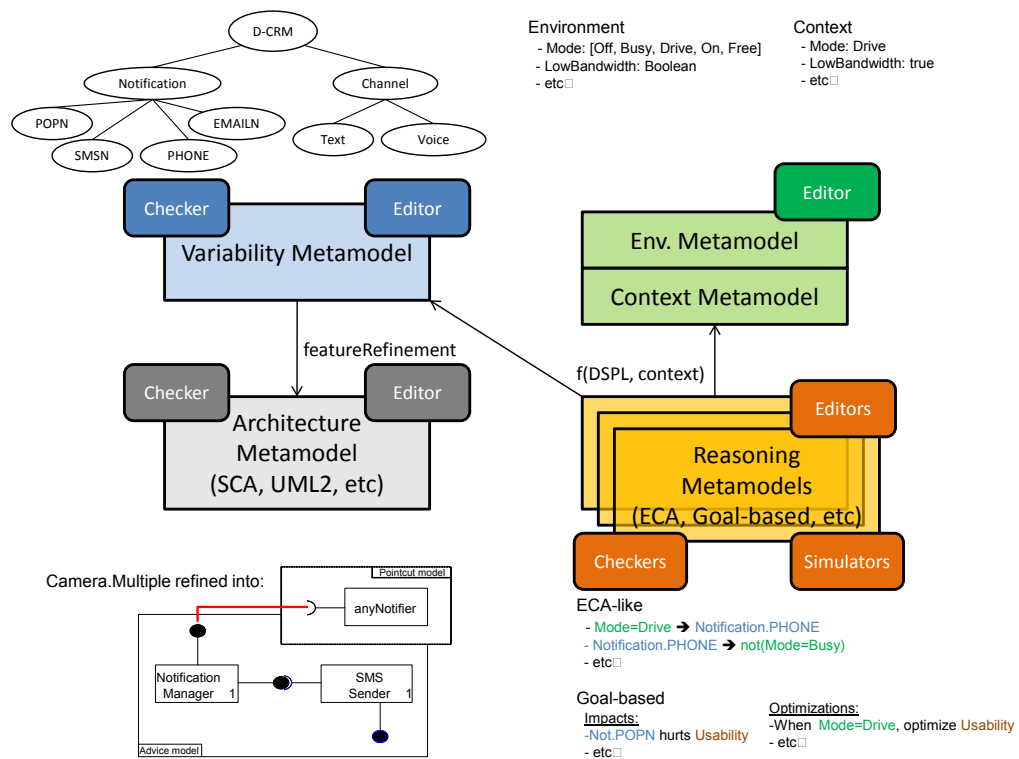 D-CRM
Notification
Channel
POPN
EMAILN
SMSN
PHONE
Text
Voice
Environment
- Mode: [Off, Busy, Drive, On, Free]
- LowBandwidth: Boolean
- etc□
Context
- Mode: Drive
- LowBandwidth: true
- etc□
Checker
Editor
Variability Metamodel
Editor
Env. Metamodel
Context Metamodel
featureRefinement
f(DSPL, context)
Checker
Editor
Architecture
Metamodel
(SCA, UML2, etc)
Editors
Reasoning
Metamodels
(ECA, Goal-based, etc)
Checkers
Simulators
Camera.Multiple refined into:
Pointcut model
anyNotifier
Notification
Manager 1
SMS
Sender 1
Advice model
ECA-like
- Mode=Drive ➔ Notification.PHONE
- Notification.PHONE ➔ not(Mode=Busy)
- etc□
Goal-based
Impacts:
-Not.POPN hurts Usability
- etc□
Optimizations:
-When Mode=Drive, optimize Usability
- etc□